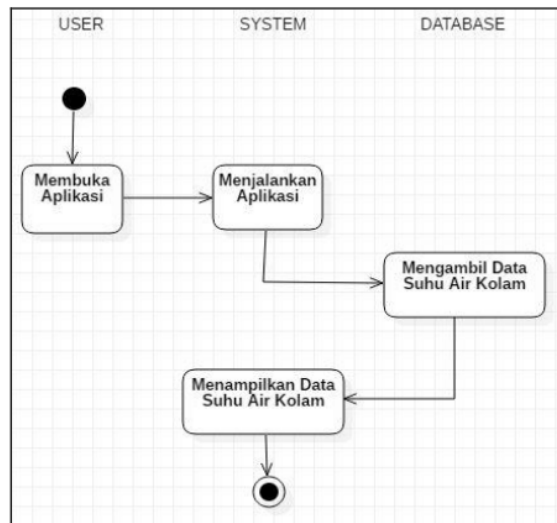 USER
SYSTEM
DATABASE
Membuka
Aplikasi
Menjalankan
Aplikasi
Mengambil Data
Suhu Air Kolam
Menampilkan Data
Suhu Air Kolam